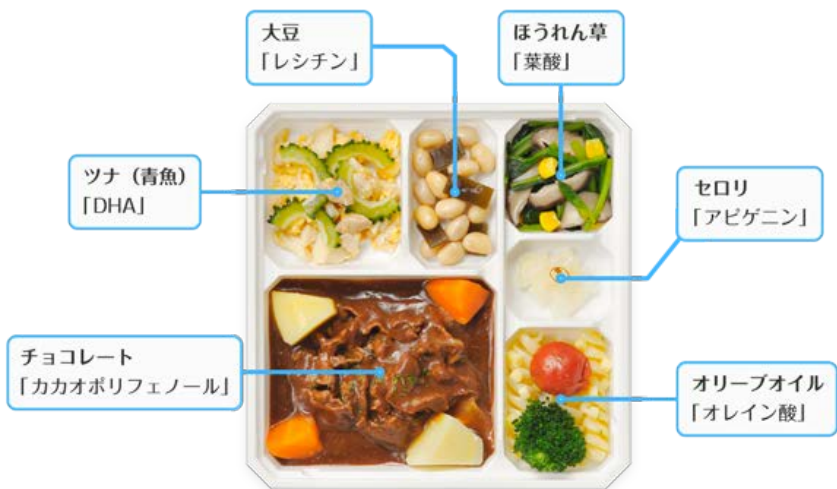 大豆
「レシチン」
ほうれん草
「葉酸」
ツナ（青魚）
「DHA」
セロリ
「アピゲニン」
チョコレート
「カカオポリフェノール」
オリーブオイル
「オレイン酸」